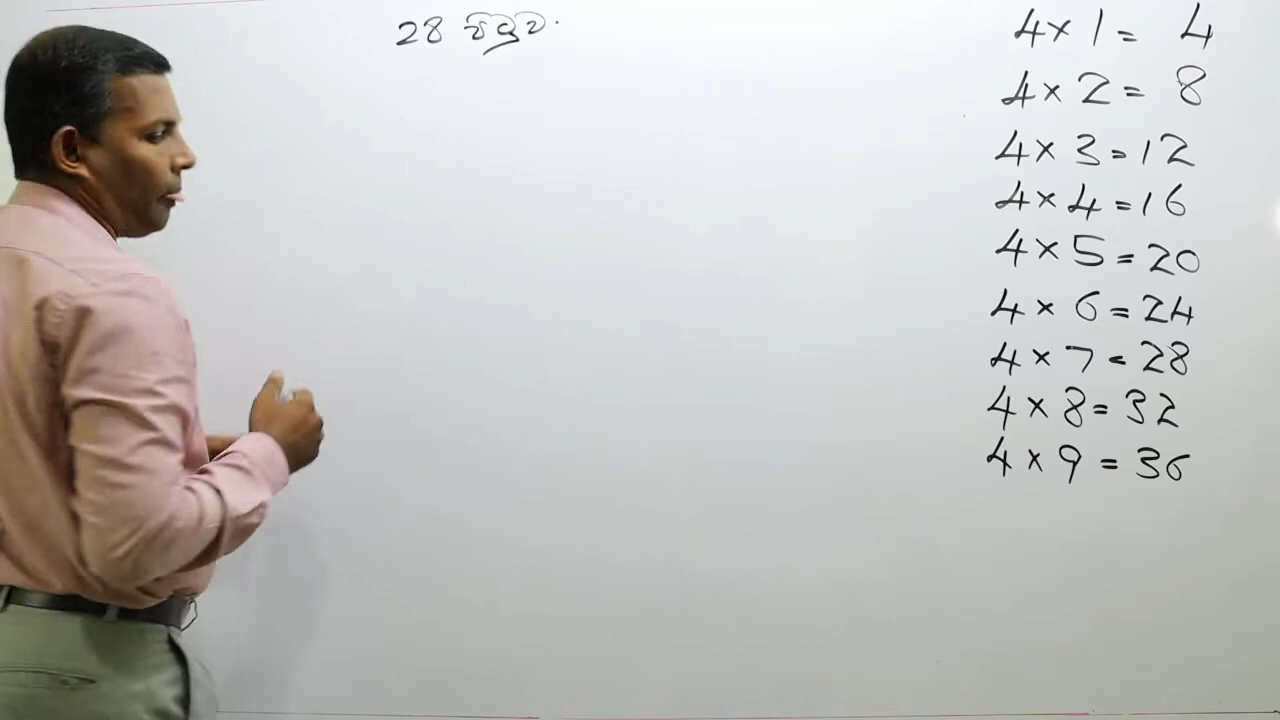 28 වගුව.
4 × 1 = 4
4 × 2 = 8
4 × 3 = 12
4 × 4 = 16
4 × 5 = 20
4 × 6 = 24
4 × 7 = 28
4 × 8 = 32
4 × 9 = 36